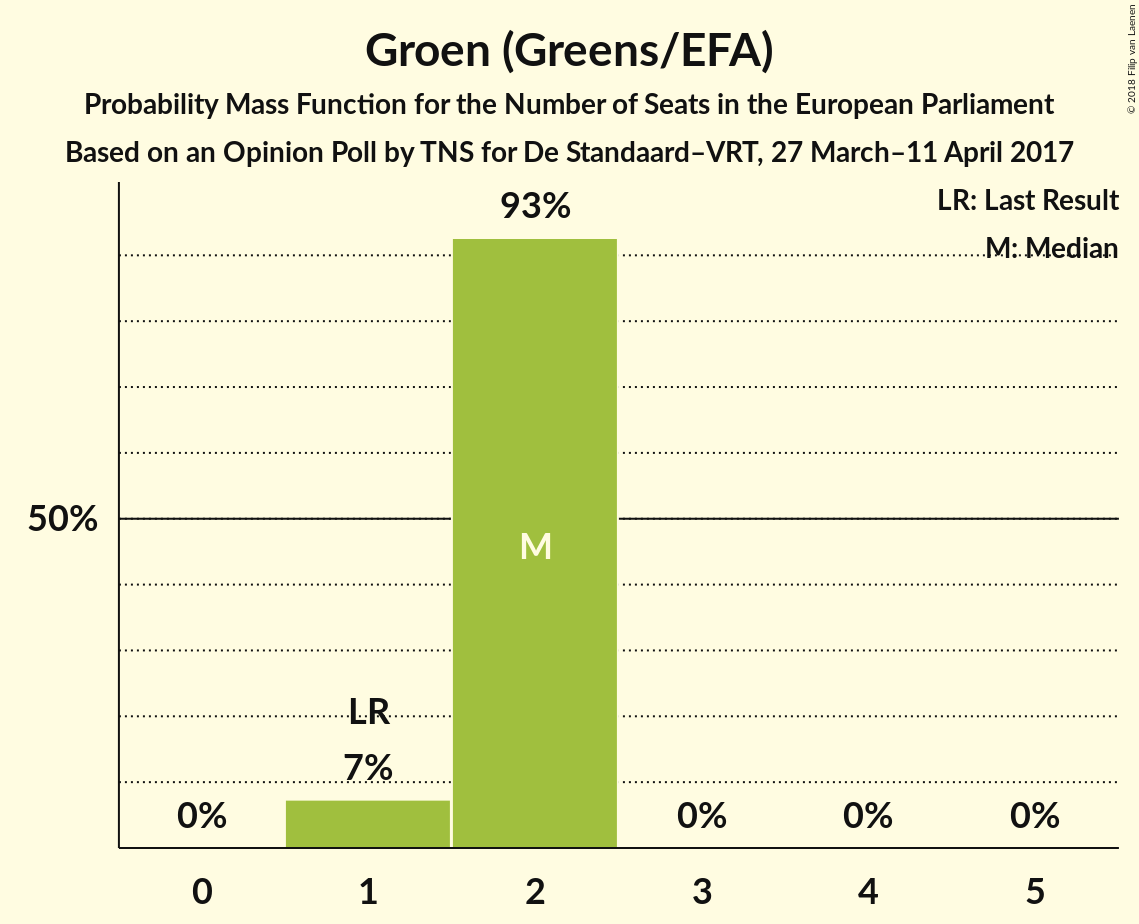 Groen (Greens/EFA)
Probability Mass Function for the Number of Seats in the European Parliament
Based on an Opinion Poll by TNS for De Standaard–VRT, 27 March–11 April 2017
© 2018 Filip van Laenen
LR: Last Result
M: Median
93%
50%
M
LR
7%
0%
0%
0%
0%
0 1 2 3 4 5